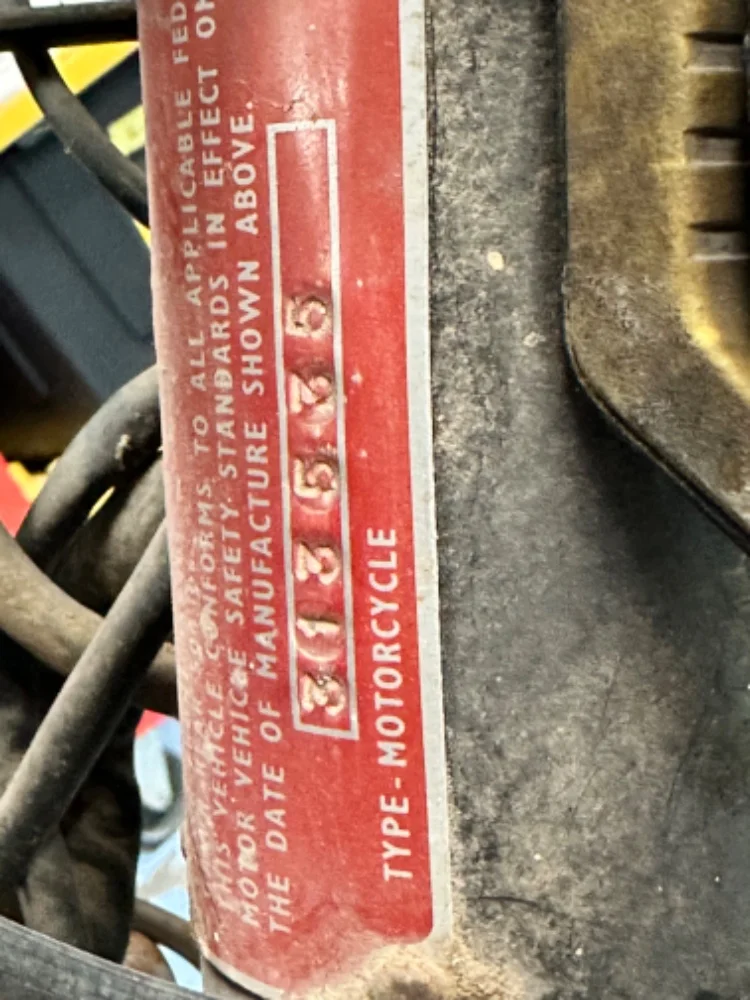 THIS VEHICLE CONFORMS TO ALL APPLICABLE FED
MOTOR VEHICLE SAFETY STANDARDS IN EFFECT ON
THE DATE OF MANUFACTURE SHOWN ABOVE.
TYPE-MOTORCYCLE